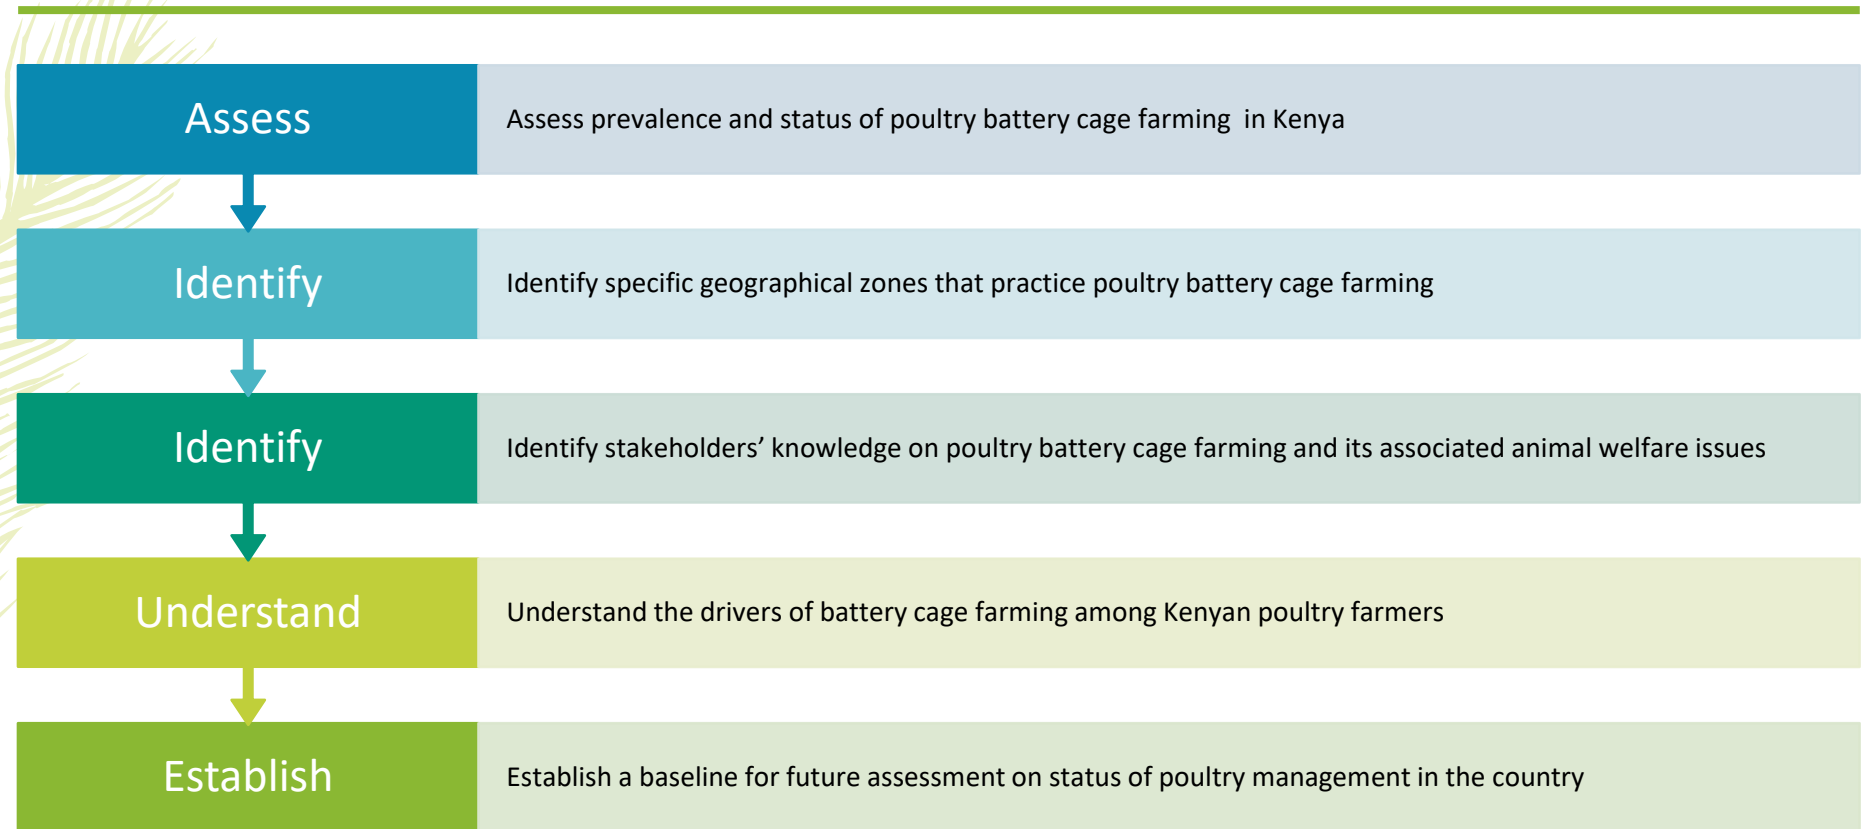 Assess
Assess prevalence and status of poultry battery cage farming  in Kenya
Identify
Identify specific geographical zones that practice poultry battery cage farming
Identify
Identify stakeholders’ knowledge on poultry battery cage farming and its associated animal welfare issues
Understand
Understand the drivers of battery cage farming among Kenyan poultry farmers
Establish
Establish a baseline for future assessment on status of poultry management in the country